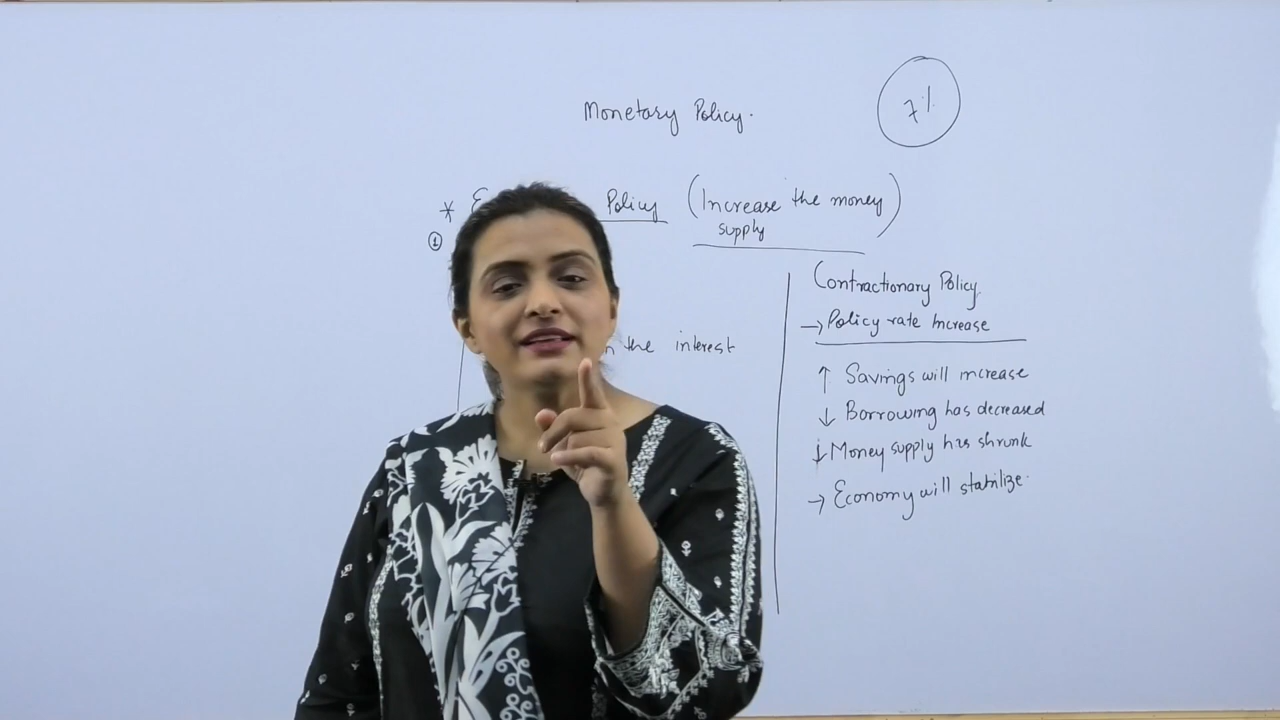 Monetary Policy.
7%
* E Policy (Increase the money
supply)
①
n the interest
Contractionary Policy.
→ Policy rate Increase
↑ Savings will increase
↓ Borrowing has decreased
↓ Money supply has shrunk
→ Economy will stabilize.